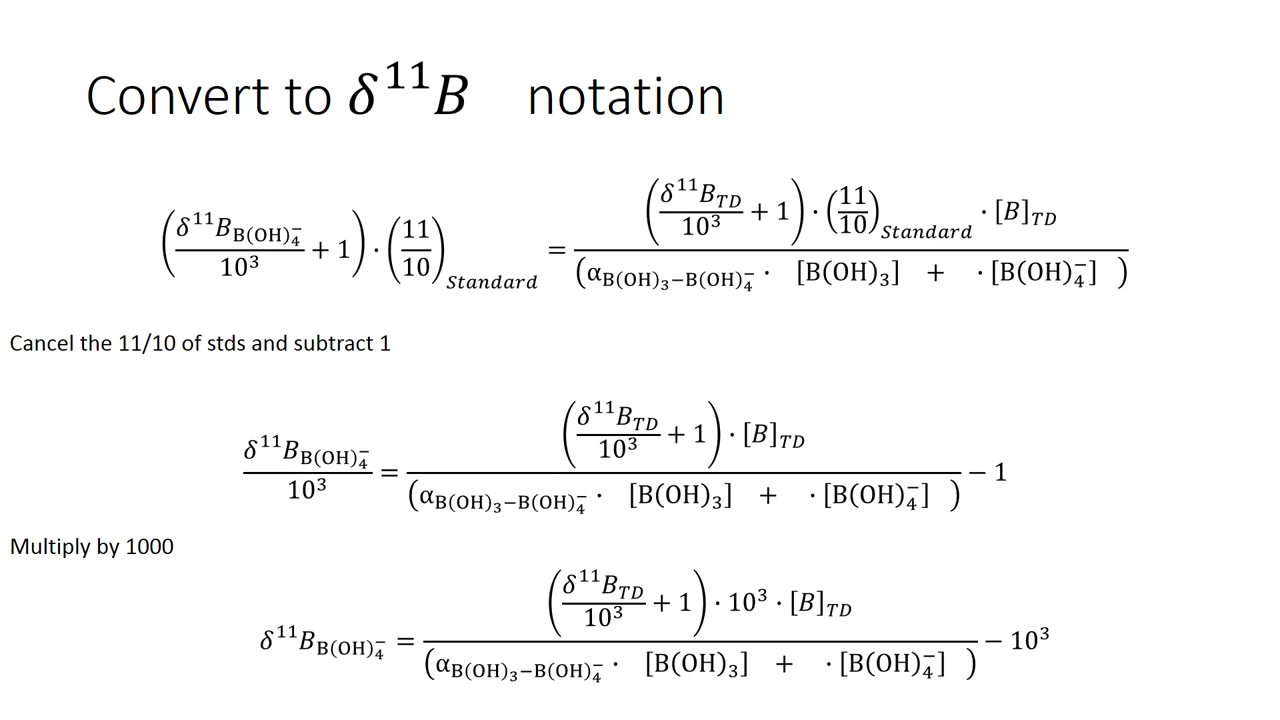 Convert to δ¹¹B notation
(δ¹¹B_B(OH)₄⁻ / 10³ + 1) · (11/10)_Standard = (δ¹¹B_TD / 10³ + 1) · (11/10)_Standard · [B]_TD / (α_B(OH)₃−B(OH)₄⁻ · [B(OH)₃] + · [B(OH)₄⁻] )
Cancel the 11/10 of stds and subtract 1
δ¹¹B_B(OH)₄⁻ / 10³ = (δ¹¹B_TD / 10³ + 1) · [B]_TD / (α_B(OH)₃−B(OH)₄⁻ · [B(OH)₃] + · [B(OH)₄⁻] ) − 1
Multiply by 1000
δ¹¹B_B(OH)₄⁻ = (δ¹¹B_TD / 10³ + 1) · 10³ · [B]_TD / (α_B(OH)₃−B(OH)₄⁻ · [B(OH)₃] + · [B(OH)₄⁻] ) − 10³